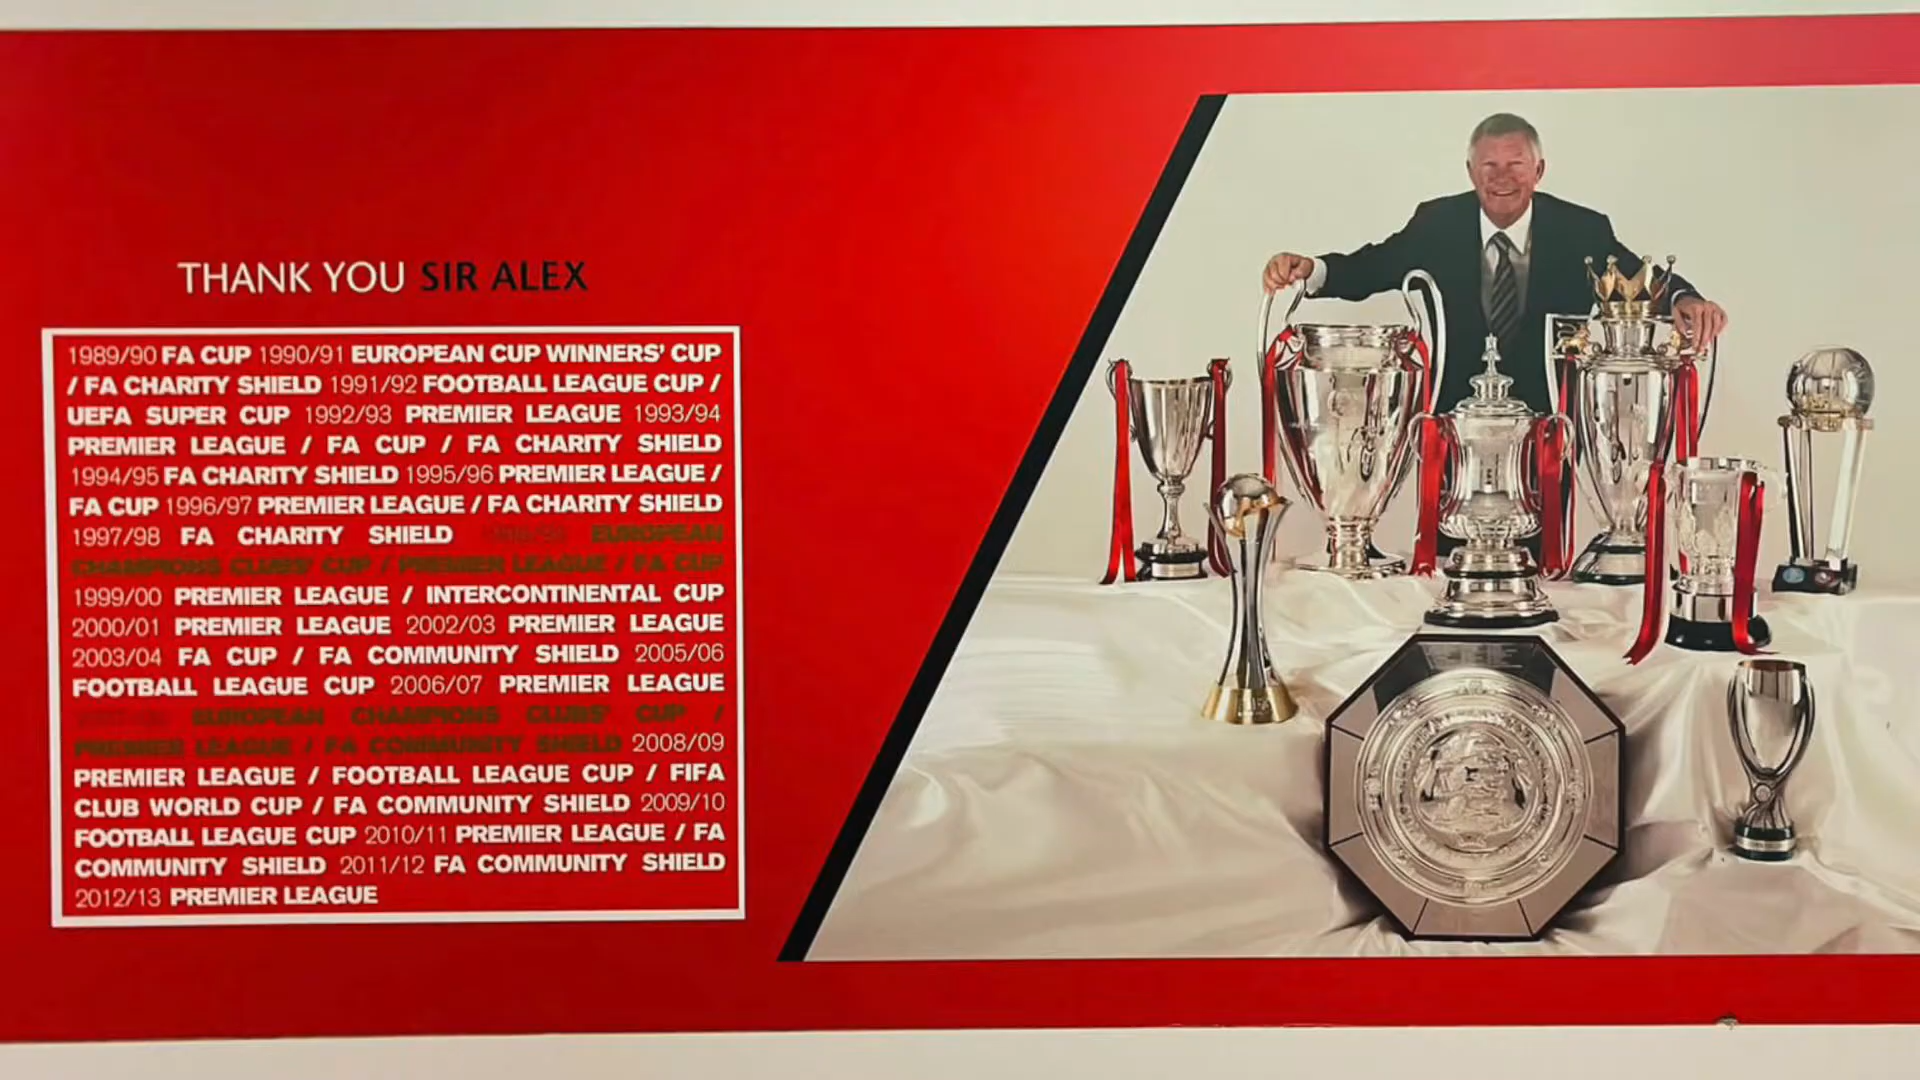 THANK YOU SIR ALEX
1989/90 FA CUP 1990/91 EUROPEAN CUP WINNERS' CUP
/ FA CHARITY SHIELD 1991/92 FOOTBALL LEAGUE CUP /
UEFA SUPER CUP 1992/93 PREMIER LEAGUE 1993/94
PREMIER LEAGUE / FA CUP / FA CHARITY SHIELD
1994/95 FA CHARITY SHIELD 1995/96 PREMIER LEAGUE /
FA CUP 1996/97 PREMIER LEAGUE / FA CHARITY SHIELD
1997/98 FA CHARITY SHIELD EUROPEAN
CHAMPIONS CLUBS' CUP / PREMIER LEAGUE / FA CUP
1999/00 PREMIER LEAGUE / INTERCONTINENTAL CUP
2000/01 PREMIER LEAGUE 2002/03 PREMIER LEAGUE
2003/04 FA CUP / FA COMMUNITY SHIELD 2005/06
FOOTBALL LEAGUE CUP 2006/07 PREMIER LEAGUE
EUROPEAN CHAMPIONS CLUBS' CUP /
PREMIER LEAGUE / FA COMMUNITY SHIELD 2008/09
PREMIER LEAGUE / FOOTBALL LEAGUE CUP / FIFA
CLUB WORLD CUP / FA COMMUNITY SHIELD 2009/10
FOOTBALL LEAGUE CUP 2010/11 PREMIER LEAGUE / FA
COMMUNITY SHIELD 2011/12 FA COMMUNITY SHIELD
2012/13 PREMIER LEAGUE